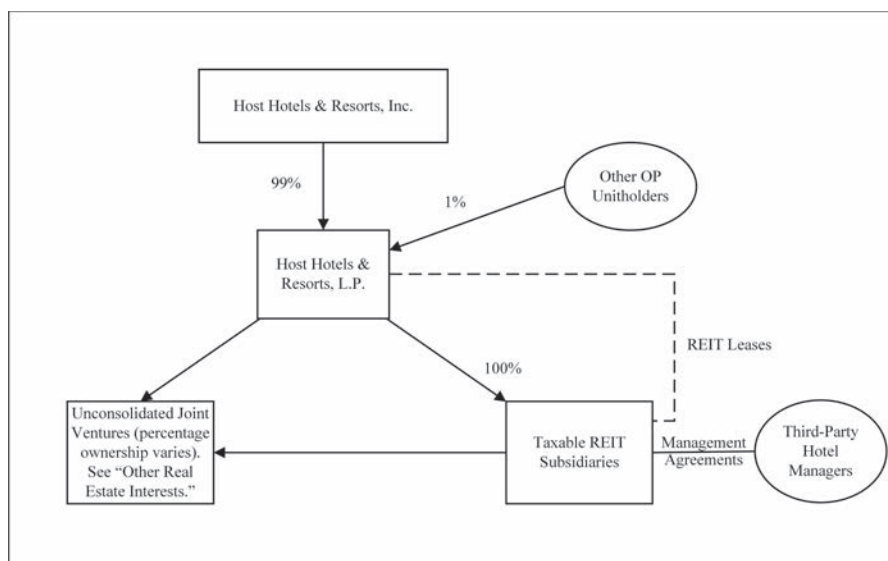 Host Hotels & Resorts, Inc.
99%
1%
Other OP
Unitholders
Host Hotels &
Resorts, L.P.
REIT Leases
100%
Unconsolidated Joint
Ventures (percentage
ownership varies).
See “Other Real
Estate Interests.”
Taxable REIT
Subsidiaries
Management
Agreements
Third-Party
Hotel
Managers